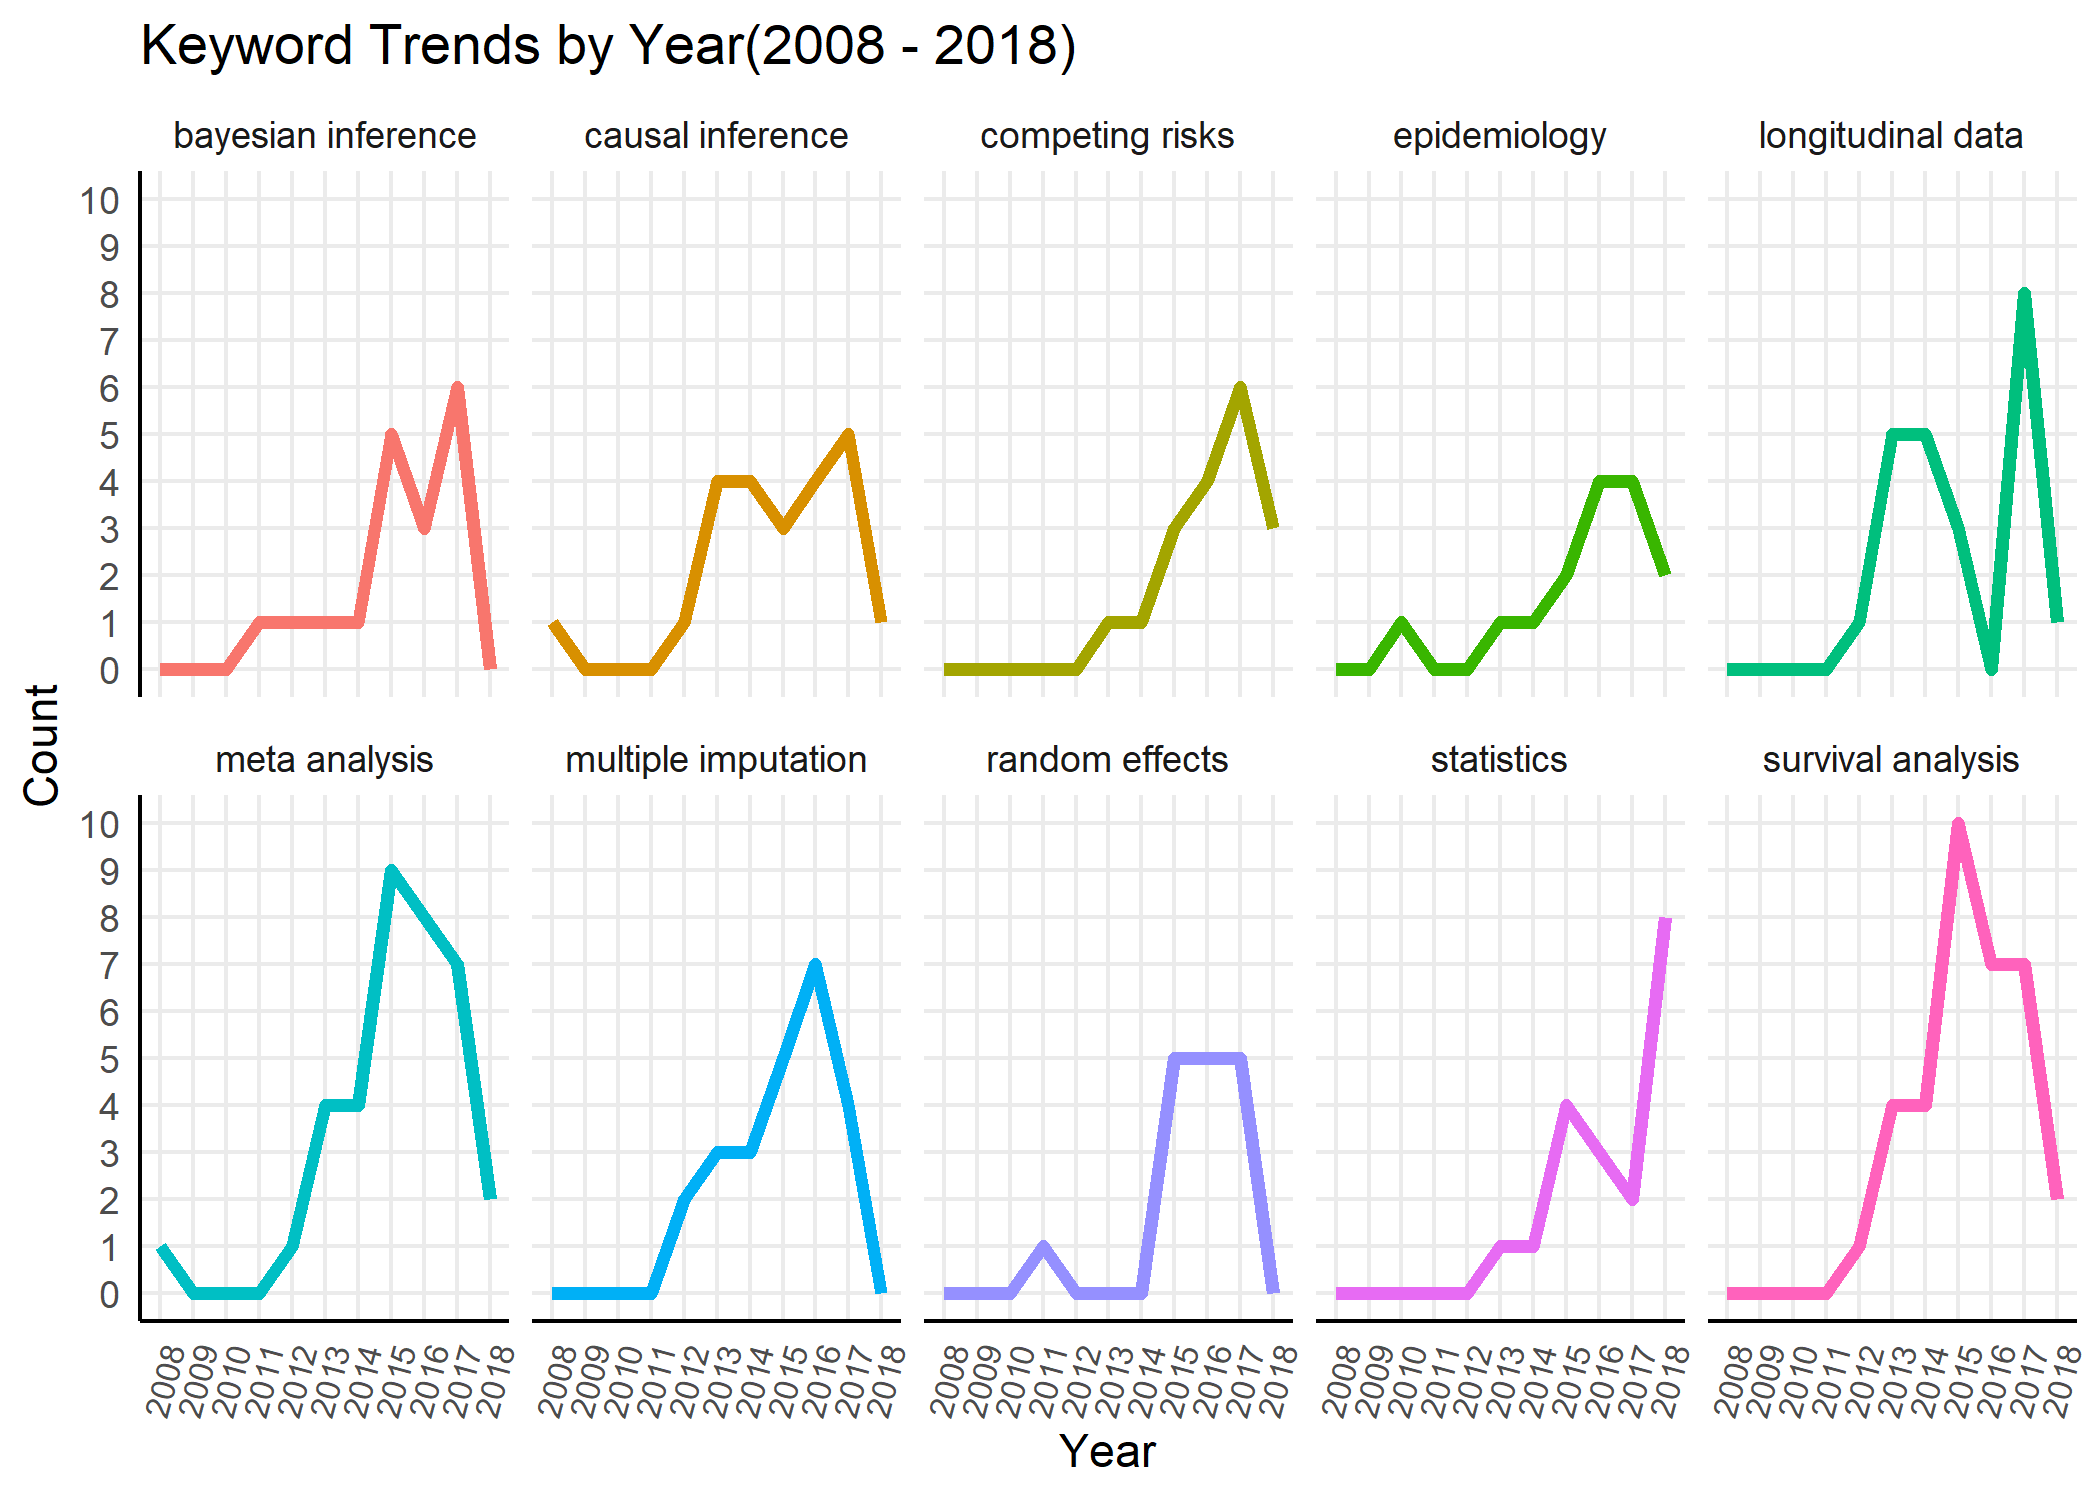 Keyword Trends by Year(2008 - 2018)
bayesian inference
causal inference
competing risks
epidemiology
longitudinal data
10
9
8
7
6
5
4
3
2
1
0
Count
meta analysis
multiple imputation
random effects
statistics
survival analysis
10
9
8
7
6
5
4
3
2
1
0
2008 2009 2010 2011 2012 2013 2014 2015 2016 2017 2018
2008 2009 2010 2011 2012 2013 2014 2015 2016 2017 2018
2008 2009 2010 2011 2012 2013 2014 2015 2016 2017 2018
2008 2009 2010 2011 2012 2013 2014 2015 2016 2017 2018
2008 2009 2010 2011 2012 2013 2014 2015 2016 2017 2018
Year